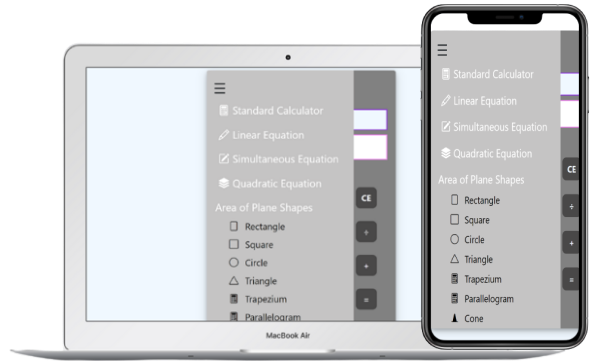 Standard Calculator
Linear Equation
Simultaneous Equation
Quadratic Equation
Area of Plane Shapes
Rectangle
Square
Circle
Triangle
Trapezium
Parallelogram
CE
÷
+
=
MacBook Air
Standard Calculator
Linear Equation
Simultaneous Equation
Quadratic Equation
Area of Plane Shapes
Rectangle
Square
Circle
Triangle
Trapezium
Parallelogram
Cone
CE
÷
+
=